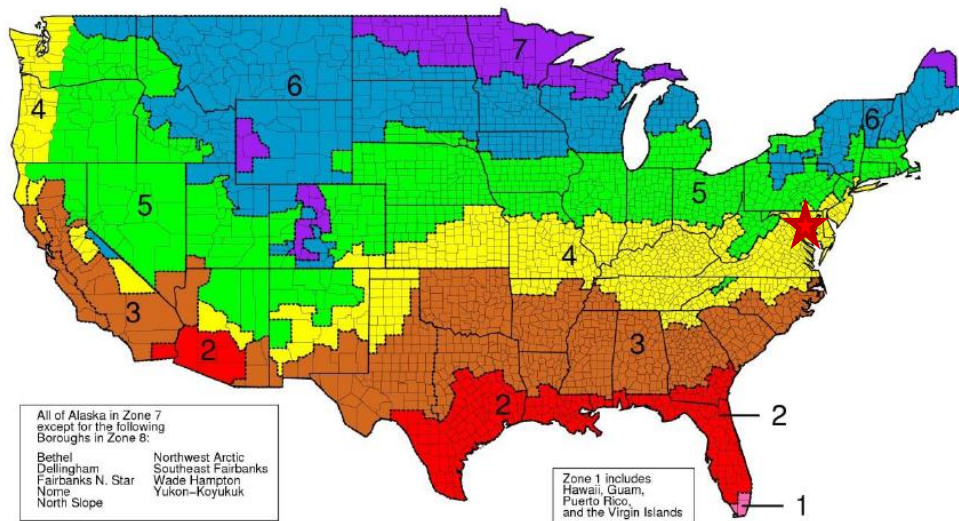 7
6
6
4
5
5
4
3
3
2
2
2
1
All of Alaska in Zone 7
except for the following
Boroughs in Zone 8:
Bethel Northwest Arctic
Dellingham Southeast Fairbanks
Fairbanks N. Star Wade Hampton
Nome Yukon-Koyukuk
North Slope
Zone 1 includes
Hawaii, Guam,
Puerto Rico,
and the Virgin Islands